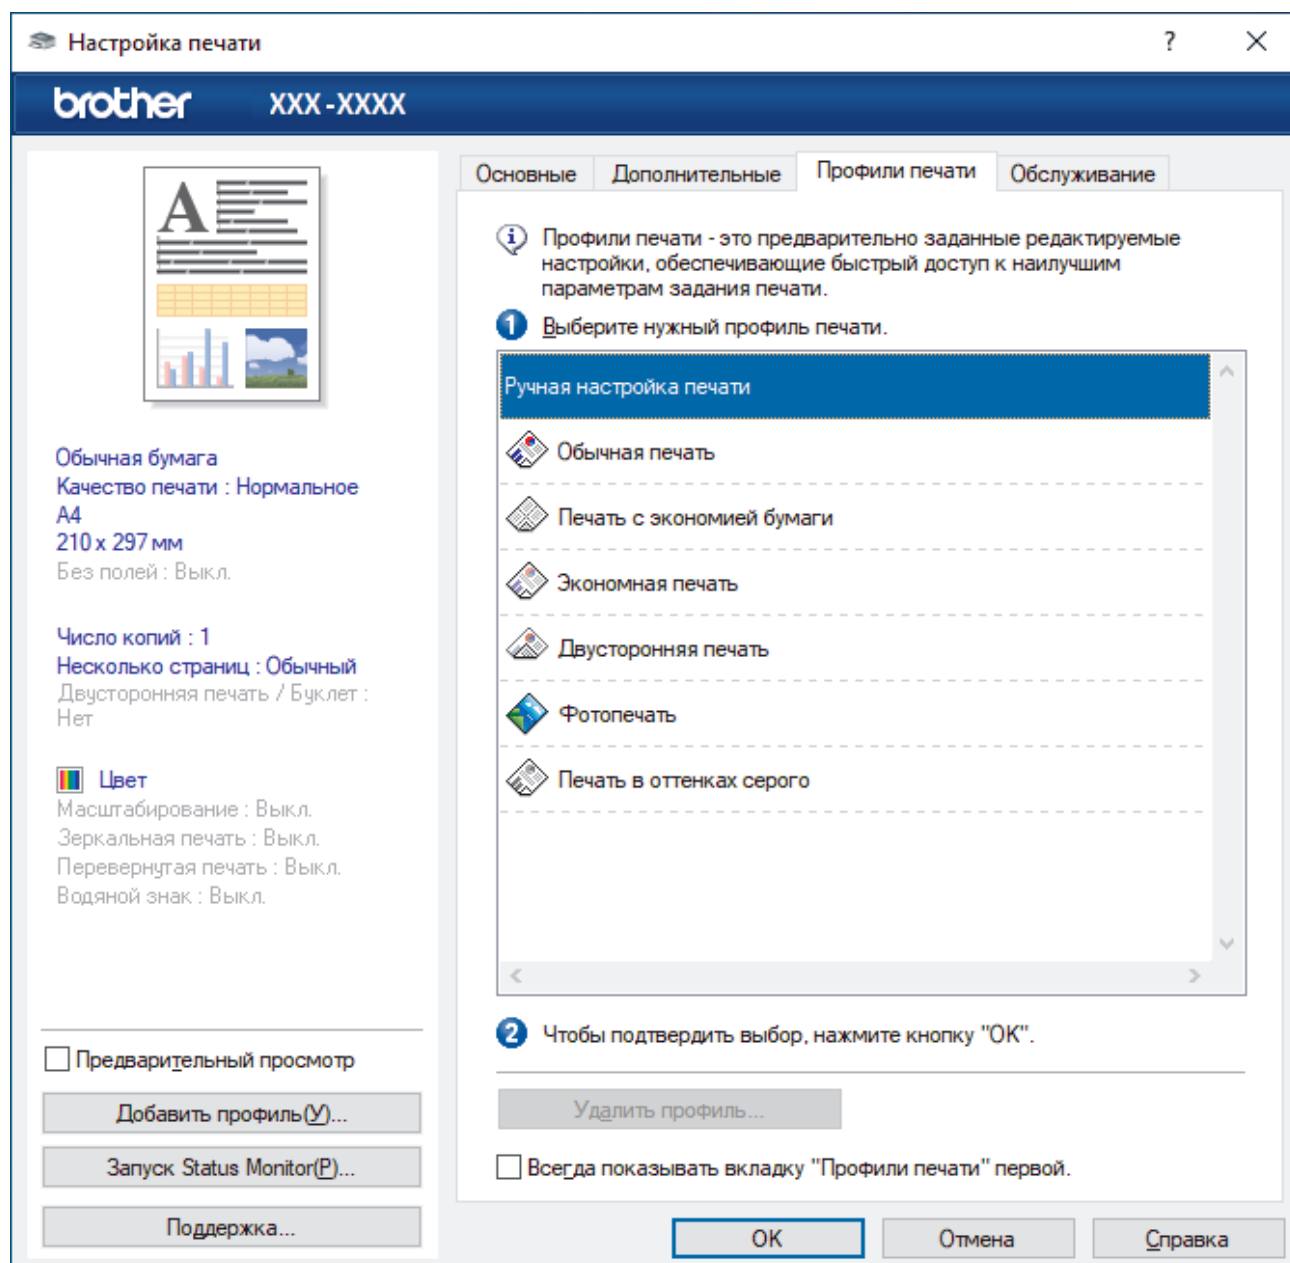 Настройка печати
?
brother XXX-XXXX
A
Обычная бумага
Качество печати : Нормальное
A4
210 x 297 мм
Без полей : Выкл.
Число копий : 1
Несколько страниц : Обычный
Двусторонняя печать / Буклет :
Нет
Цвет
Масштабирование : Выкл.
Зеркальная печать : Выкл.
Перевернутая печать : Выкл.
Водяной знак : Выкл.
Предварительный просмотр
Добавить профиль(У)...
Запуск Status Monitor(P)...
Поддержка...
Основные Дополнительные Профили печати Обслуживание
Профили печати - это предварительно заданные редактируемые
настройки, обеспечивающие быстрый доступ к наилучшим
параметрам задания печати.
1 Выберите нужный профиль печати.
Ручная настройка печати
Обычная печать
Печать с экономией бумаги
Экономная печать
Двусторонняя печать
Фотопечать
Печать в оттенках серого
2 Чтобы подтвердить выбор, нажмите кнопку "OK".
Удалить профиль...
Всегда показывать вкладку "Профили печати" первой.
OK Отмена Справка